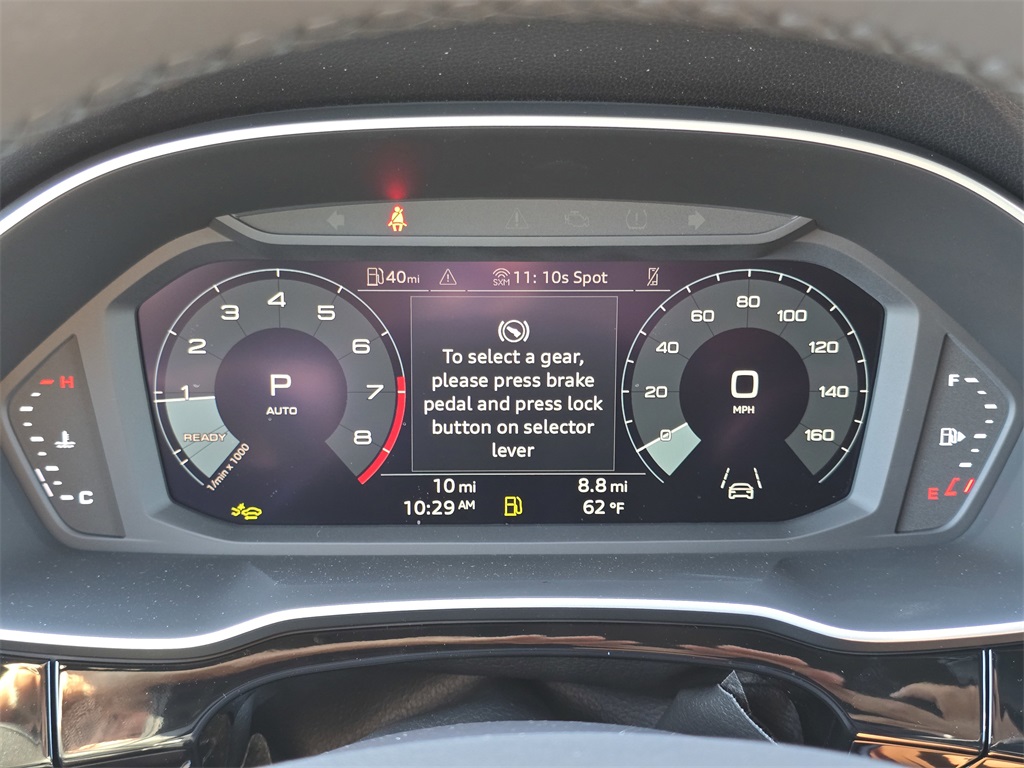 40mi
SXM 11: 10s Spot
1 2 3 4 5 6 7 8
P
AUTO
READY
1/min x 1000
To select a gear,
please press brake
pedal and press lock
button on selector
lever
0 20 40 60 80 100 120 140 160
0
MPH
H
C
F
E
10 mi
8.8 mi
10:29 AM
62 °F